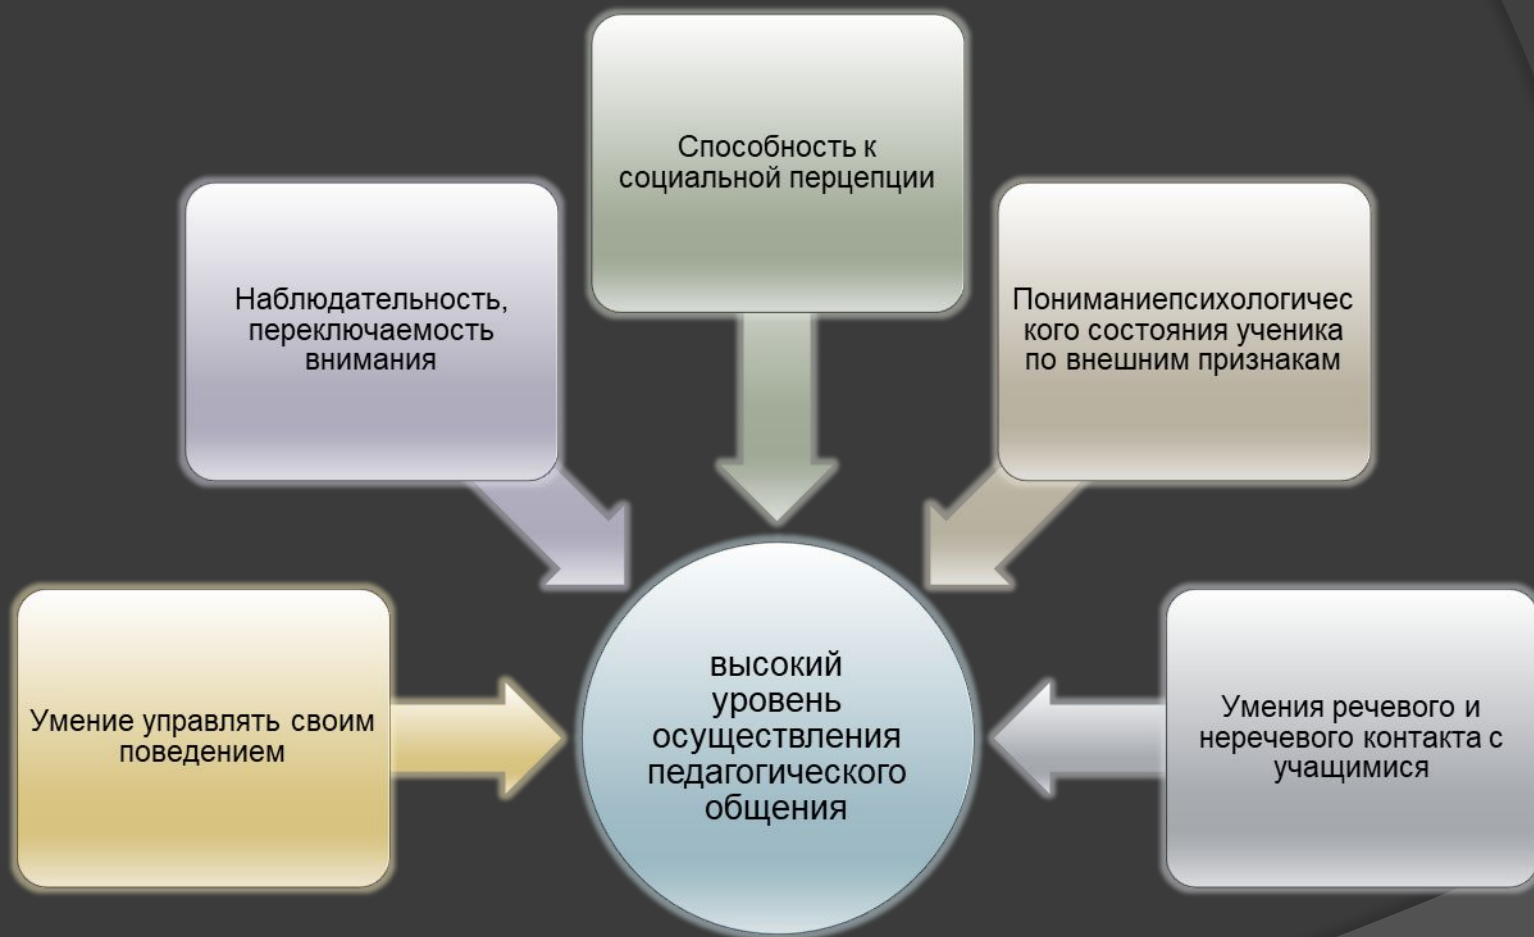 Способность к
социальной перцепции
Наблюдательность,
переключаемость
внимания
Пониманиепсихологичес
кого состояния ученика
по внешним признакам
Умение управлять своим
поведением
высокий
уровень
осуществления
педагогического
общения
Умения речевого и
неречевого контакта с
учащимися